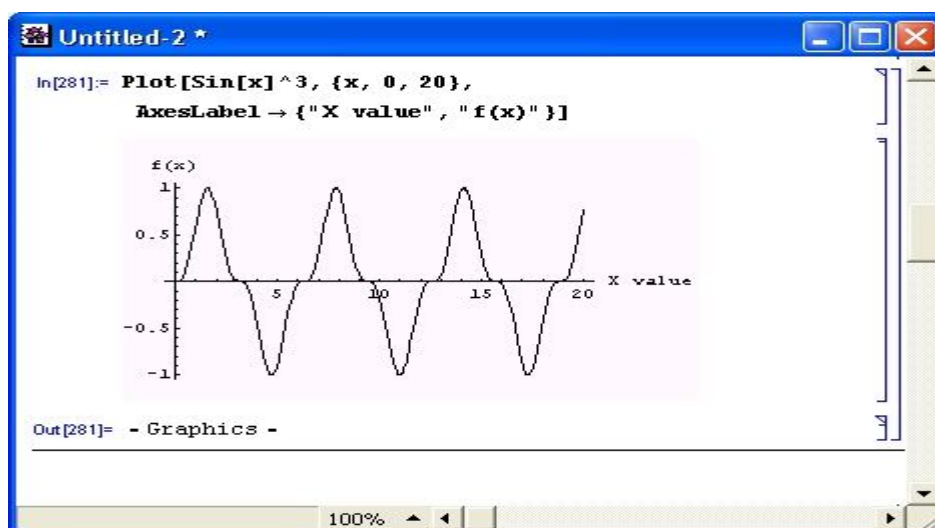 Untitled-2 *
In[281]:= Plot[Sin[x]^3, {x, 0, 20},
AxesLabel → {"X value", "f(x)"}]
f(x)
1
0.5
5 10 15 20 X value
-0.5
-1
Out[281]= - Graphics -
100%